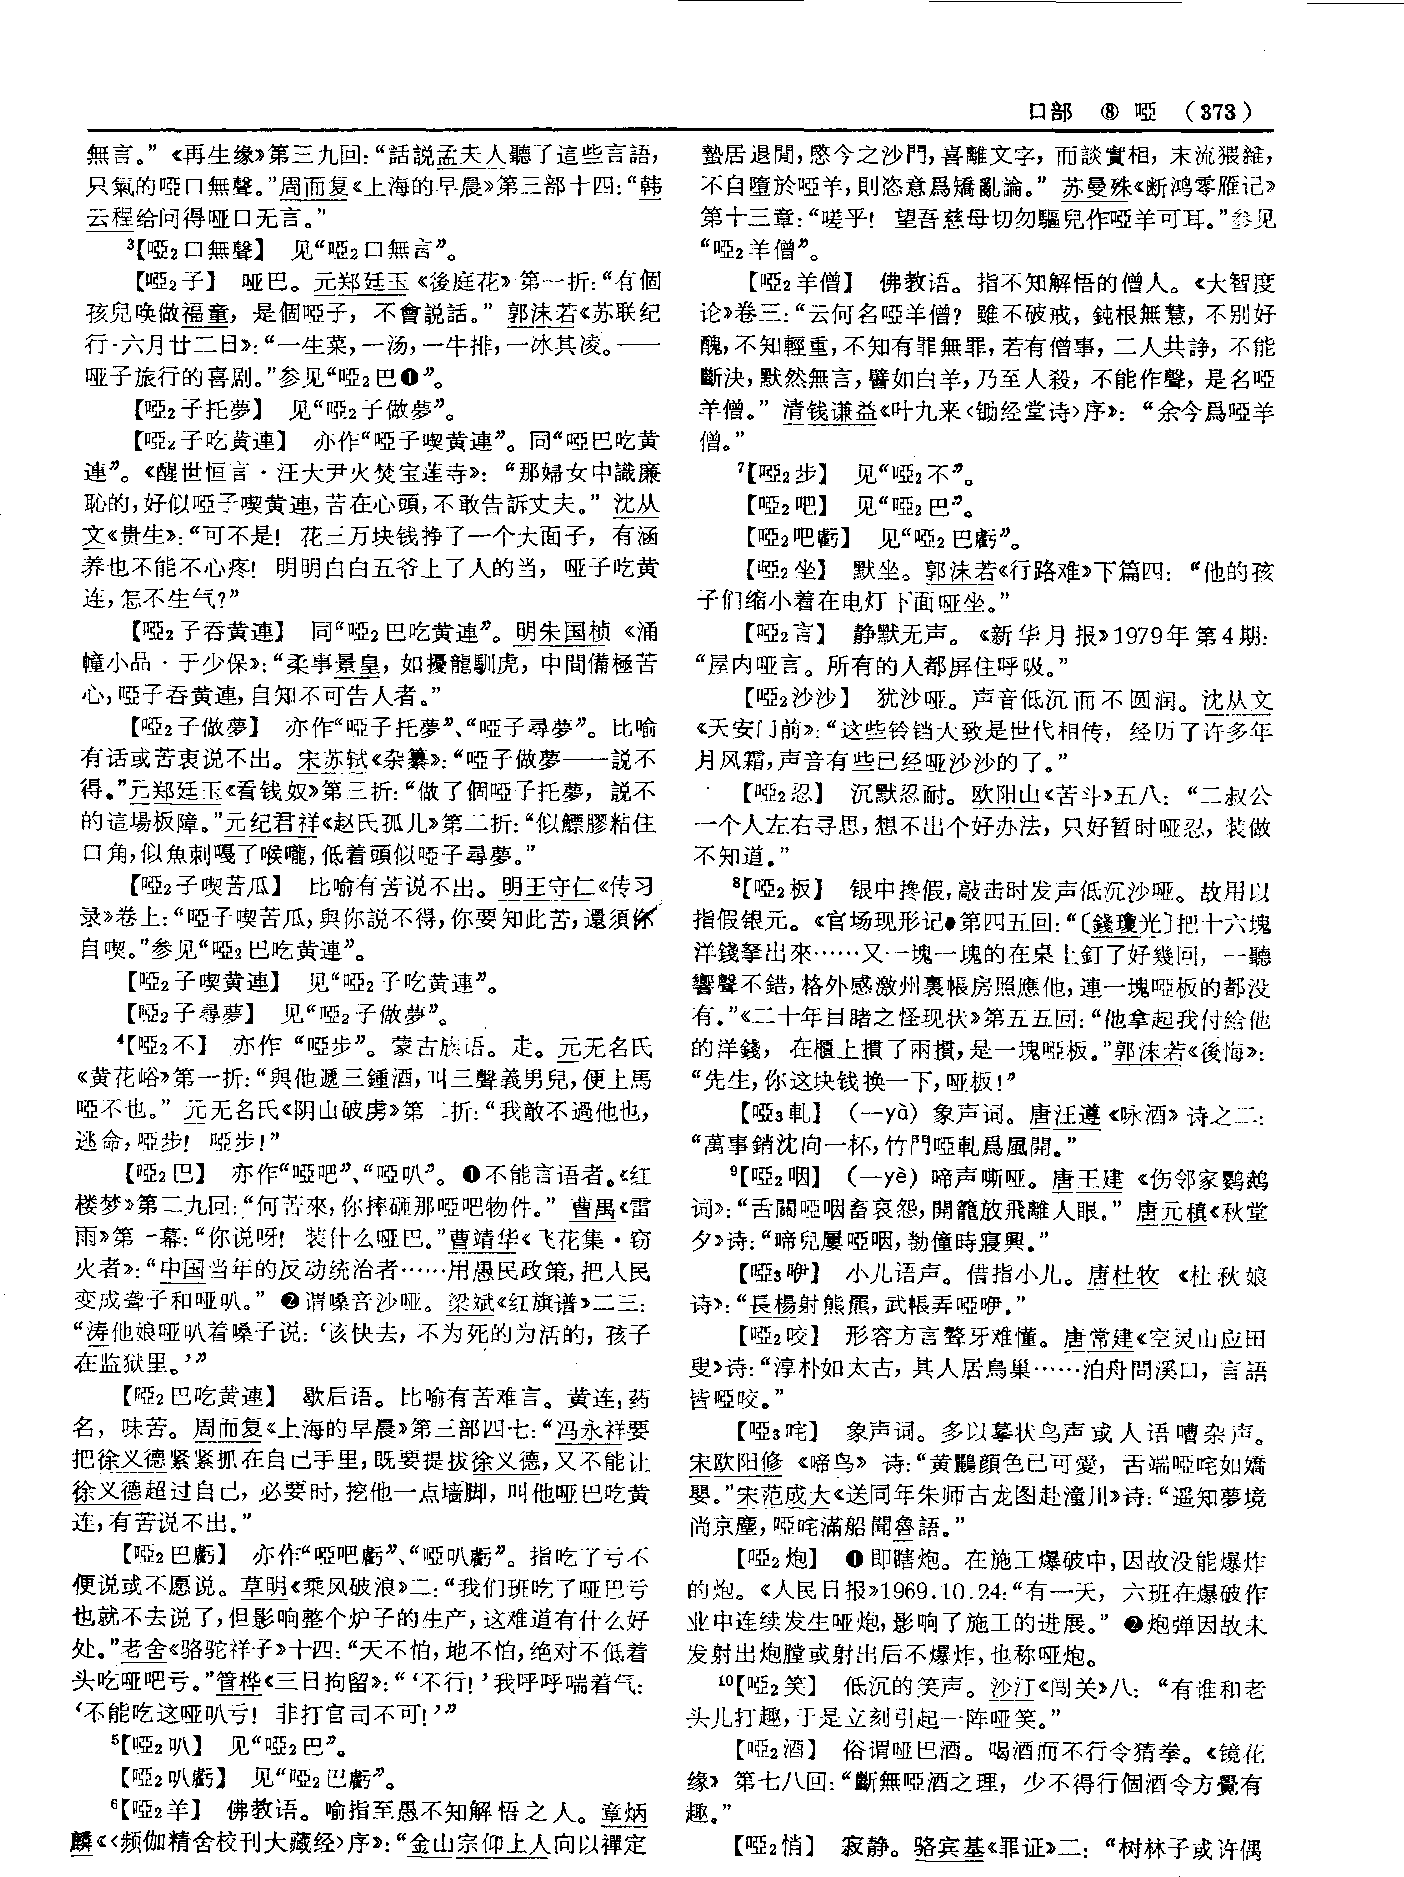 口部 ⑧ 啞 （373）
無言。”《再生缘》第三九回：“話説孟夫人聽了這些言語，
只氣的啞口無聲。”周而复《上海的早晨》第三部十四：“韩
云程给问得哑口无言。”
³【啞₂口無聲】 见“啞₂口無言”。
【啞₂子】 哑巴。元郑廷玉《後庭花》第一折：“有個
孩兒唤做福童，是個啞子，不會説話。” 郭沫若《苏联纪
行·六月廿二日》：“一生菜，一汤，一牛排，一冰其凌。——
哑子旅行的喜剧。”参见“啞₂巴❶”。
【啞₂子托夢】 见“啞₂子做夢”。
【啞₂子吃黄連】 亦作“啞子喫黄連”。同“啞巴吃黄
連”。《醒世恒言·汪大尹火焚宝莲寺》：“那婦女中識廉
恥的，好似啞子喫黄連，苦在心頭，不敢告訴丈夫。” 沈从
文《贵生》：“可不是！花三万块钱挣了一个大面子，有涵
养也不能不心疼！明明白白五爷上了人的当，哑子吃黄
连，怎不生气？”
【啞₂子吞黄連】 同“啞₂巴吃黄連”。明朱国桢《涌
幢小品·于少保》：“柔事景皇，如擾龍馴虎，中間備極苦
心，啞子吞黄連，自知不可告人者。”
【啞₂子做夢】 亦作“啞子托夢”、“啞子尋夢”。比喻
有话或苦衷说不出。宋苏轼《杂纂》：“啞子做夢——説不
得。”元郑廷玉《看钱奴》第三折：“做了個啞子托夢，説不
的這場板障。”元纪君祥《赵氏孤儿》第二折：“似鰾膠粘住
口角，似魚刺嘎了喉嚨，低着頭似啞子尋夢。”
【啞₂子喫苦瓜】 比喻有苦说不出。明王守仁《传习
录》卷上：“啞子喫苦瓜，與你説不得，你要知此苦，還須你
自喫。”参见“啞₂巴吃黄連”。
【啞₂子喫黄連】 见“啞₂子吃黄連”。
【啞₂子尋夢】 见“啞₂子做夢”。
⁴【啞₂不】 亦作“啞步”。蒙古族语。走。元无名氏
《黄花峪》第一折：“與他遞三鍾酒，叫三聲義男兒，便上馬
啞不也。” 元无名氏《阴山破虏》第二折：“我敵不過他也，
逃命，啞步！啞步！”
【啞₂巴】 亦作“啞吧”、“啞叭”。❶不能言语者。《红
楼梦》第二九回：“何苦來，你摔砸那啞吧物件。” 曹禺《雷
雨》第一幕：“你说呀！装什么哑巴。”曹靖华《飞花集·窃
火者》：“中国当年的反动统治者……用愚民政策，把人民
变成聋子和哑叭。” ❷谓嗓音沙哑。梁斌《红旗谱》二三：
“涛他娘哑叭着嗓子说：‘该快去，不为死的为活的，孩子
在监狱里。’”
【啞₂巴吃黄連】 歇后语。比喻有苦难言。黄连，药
名，味苦。周而复《上海的早晨》第三部四七：“冯永祥要
把徐义德紧紧抓在自己手里，既要提拔徐义德，又不能让
徐义德超过自己，必要时，挖他一点墙脚，叫他哑巴吃黄
连，有苦说不出。”
【啞₂巴虧】 亦作“啞吧虧”、“啞叭虧”。指吃了亏不
便说或不愿说。草明《乘风破浪》二：“我们班吃了哑巴亏
也就不去说了，但影响整个炉子的生产，这难道有什么好
处。”老舍《骆驼祥子》十四：“天不怕，地不怕，绝对不低着
头吃哑吧亏。”管桦《三日拘留》：“‘不行！’我呼呼喘着气：
‘不能吃这哑叭亏！非打官司不可！’”
⁵【啞₂叭】 见“啞₂巴”。
【啞₂叭虧】 见“啞₂巴虧”。
⁶【啞₂羊】 佛教语。喻指至愚不知解悟之人。章炳
麟《〈频伽精舍校刊大藏经〉序》：“金山宗仰上人向以禪定
蟄居退閒，愍今之沙門，喜離文字，而談實相，末流猥雜，
不自墮於啞羊，則恣意爲矯亂論。” 苏曼殊《断鸿零雁记》
第十三章：“嗟乎！望吾慈母切勿驅兒作啞羊可耳。”参见
“啞₂羊僧”。
【啞₂羊僧】 佛教语。指不知解悟的僧人。《大智度
论》卷三：“云何名啞羊僧？雖不破戒，鈍根無慧，不别好
醜，不知輕重，不知有罪無罪，若有僧事，二人共諍，不能
斷決，默然無言，譬如白羊，乃至人殺，不能作聲，是名啞
羊僧。” 清钱谦益《叶九来〈锄经堂诗〉序》：“余今爲啞羊
僧。”
⁷【啞₂步】 见“啞₂不”。
【啞₂吧】 见“啞₂巴”。
【啞₂吧虧】 见“啞₂巴虧”。
【啞₂坐】 默坐。郭沫若《行路难》下篇四：“他的孩
子们缩小着在电灯下面哑坐。”
【啞₂言】 静默无声。《新华月报》1979年第4期：
“屋内哑言。所有的人都屏住呼吸。”
【啞₂沙沙】 犹沙哑。声音低沉而不圆润。沈从文
《天安门前》：“这些铃铛大致是世代相传，经历了许多年
月风霜，声音有些已经哑沙沙的了。”
【啞₂忍】 沉默忍耐。欧阳山《苦斗》五八：“二叔公
一个人左右寻思，想不出个好办法，只好暂时哑忍，装做
不知道。”
⁸【啞₂板】 银中搀假，敲击时发声低沉沙哑。故用以
指假银元。《官场现形记》第四五回：“〔錢瓊光〕把十六塊
洋錢拏出來……又一塊一塊的在桌上釘了好幾回，一聽
響聲不錯，格外感激州裏帳房照應他，連一塊啞板的都没
有。”《二十年目睹之怪现状》第五五回：“他拿起我付給他
的洋錢，在櫃上摜了兩摜，是一塊啞板。”郭沫若《後悔》：
“先生，你这块钱换一下，哑板！”
【啞₃軋】 （—yà）象声词。唐汪遵《咏酒》诗之二：
“萬事銷沈向一杯，竹門啞軋爲風開。”
⁹【啞₂咽】 （—yè）啼声嘶哑。唐王建《伤邻家鹦鹉
词》：“舌關啞咽畜哀怨，開籠放飛離人眼。” 唐元稹《秋堂
夕》诗：“啼兒屢啞咽，勌僮時寢興。”
【啞₃咿】 小儿语声。借指小儿。唐杜牧《杜秋娘
诗》：“長楊射熊羆，武帳弄啞咿。”
【啞₂咬】 形容方言聱牙难懂。唐常建《空灵山应田
叟》诗：“淳朴如太古，其人居鳥巢……泊舟問溪口，言語
皆啞咬。”
【啞₃咤】 象声词。多以摹状鸟声或人语嘈杂声。
宋欧阳修《啼鸟》诗：“黄鸝顔色已可愛，舌端啞咤如嬌
嬰。”宋范成大《送同年朱师古龙图赴潼川》诗：“遥知夢境
尚京塵，啞咤滿船聞魯語。”
【啞₂炮】 ❶即瞎炮。在施工爆破中，因故没能爆炸
的炮。《人民日报》1969.10.24：“有一天，六班在爆破作
业中连续发生哑炮，影响了施工的进展。” ❷炮弹因故未
发射出炮膛或射出后不爆炸，也称哑炮。
¹⁰【啞₂笑】 低沉的笑声。沙汀《闯关》八：“有谁和老
头儿打趣，于是立刻引起一阵哑笑。”
【啞₂酒】 俗谓哑巴酒。喝酒而不行令猜拳。《镜花
缘》第七八回：“斷無啞酒之理，少不得行個酒令方覺有
趣。”
【啞₂悄】 寂静。骆宾基《罪证》二：“树林子或许偶